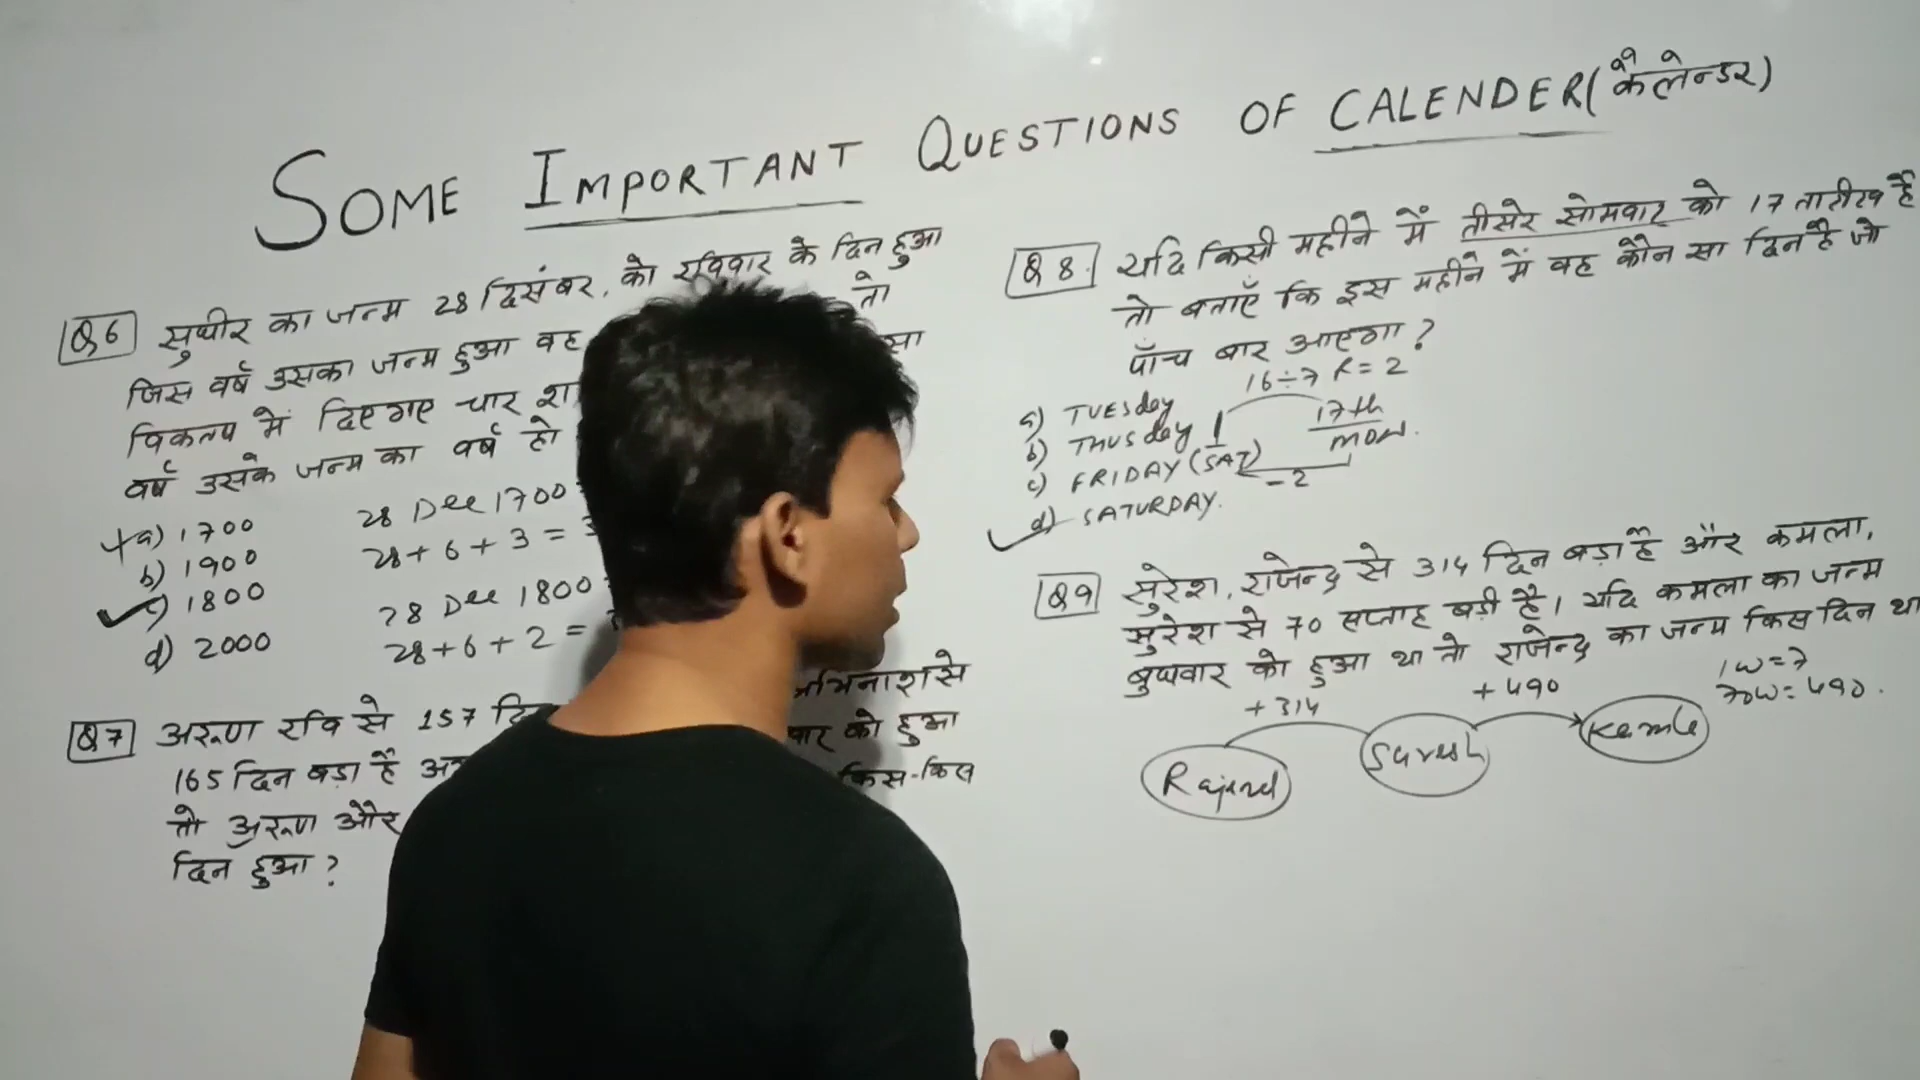 SOME IMPORTANT QUESTIONS OF CALENDER (कैलेन्डर)
Q6 सुधीर का जन्म 28 दिसंबर, को रविवार के दिन हुआ
जिस वर्ष उसका जन्म हुआ वह तो
विकल्प में दिए गए चार सा
वर्ष उसके जन्म का वर्ष हो
a) 1700
b) 1900
c) 1800
d) 2000
28 Dec 1700
28+6+3=
28 Dec 1800
28+6+2=
Q7 अरूण रवि से 157 अभिनाश से
165 दिन बड़ा है को हुआ
तो अरूण और किस-किस
दिन हुआ?
Q8. यदि किसी महीने में तीसरे सोमवार को 17 तारीख है
तो बताएँ कि इस महीने में वह कौन सा दिन है जो
पाँच बार आएगा?
16÷7 R=2
a) TUESday
b) THUSday 1 17th
c) FRIDAY (SAT) MON.
-2
d) SATURDAY.
Q9 सुरेश, राजेन्द्र से 314 दिन बड़ा है और कमला,
सुरेश से 70 सप्ताह बड़ी है। यदि कमला का जन्म
बुधवार को हुआ था तो राजेन्द्र का जन्म किस दिन था
1W=7
70W=490.
+314 +490
Rajend Suresh Kamle